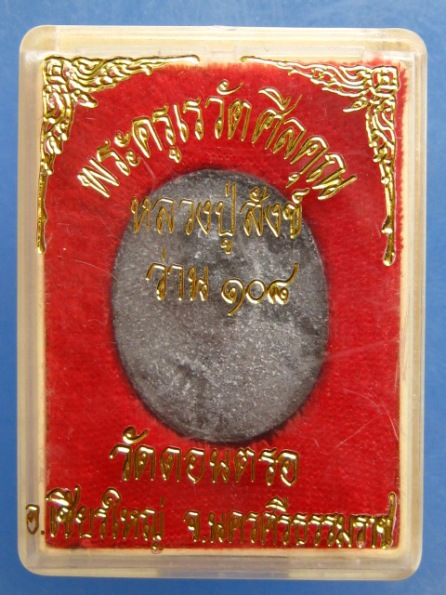 พระครูเรวัตศีลคุณ
หลวงปู่สังข์
ว่าน ๑๐๘
วัดดอนตรอ
อ.เชียรใหญ่ จ.นครศรีธรรมราช